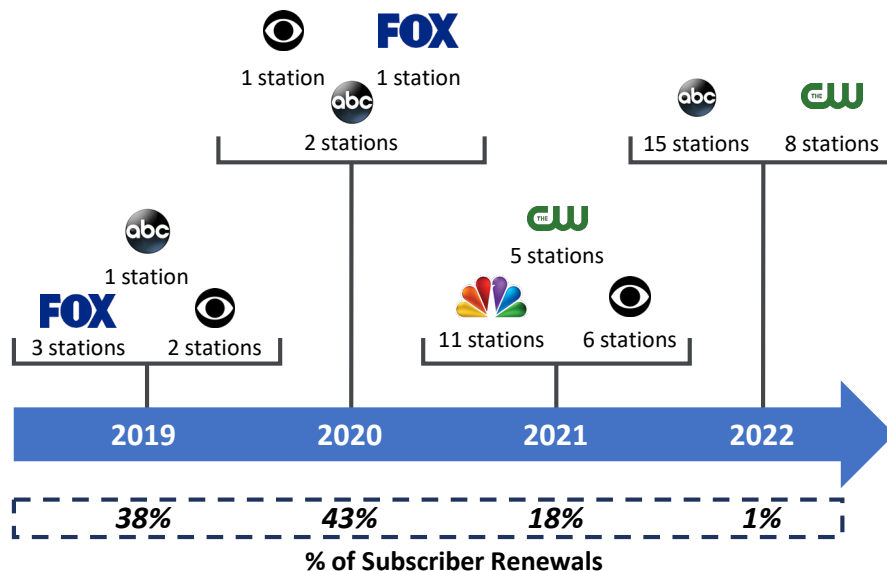 FOX
1 station
1 station
abc
2 stations
abc
THE CW
15 stations
8 stations
abc
1 station
THE CW
5 stations
FOX
3 stations
2 stations
11 stations
6 stations
2019
2020
2021
2022
38%
43%
18%
1%
% of Subscriber Renewals